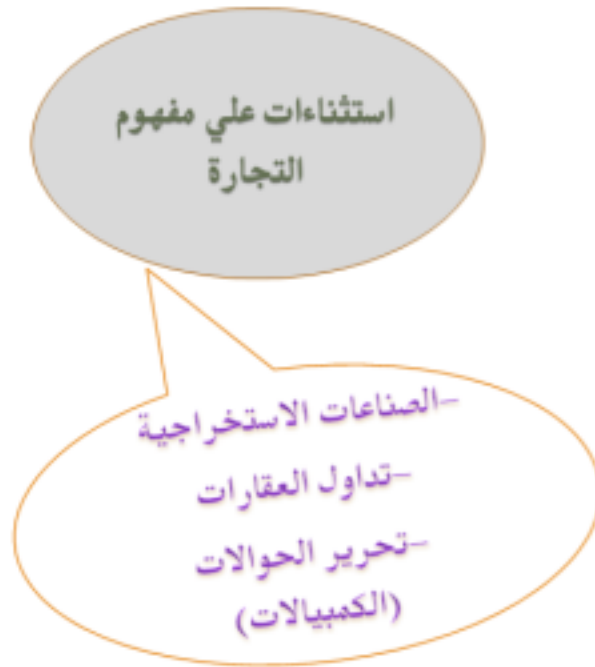 استثناءات علي مفهوم
التجارة
-الصناعات الاستخراجية
-تداول العقارات
-تحرير الحوالات
(الكمبيالات)